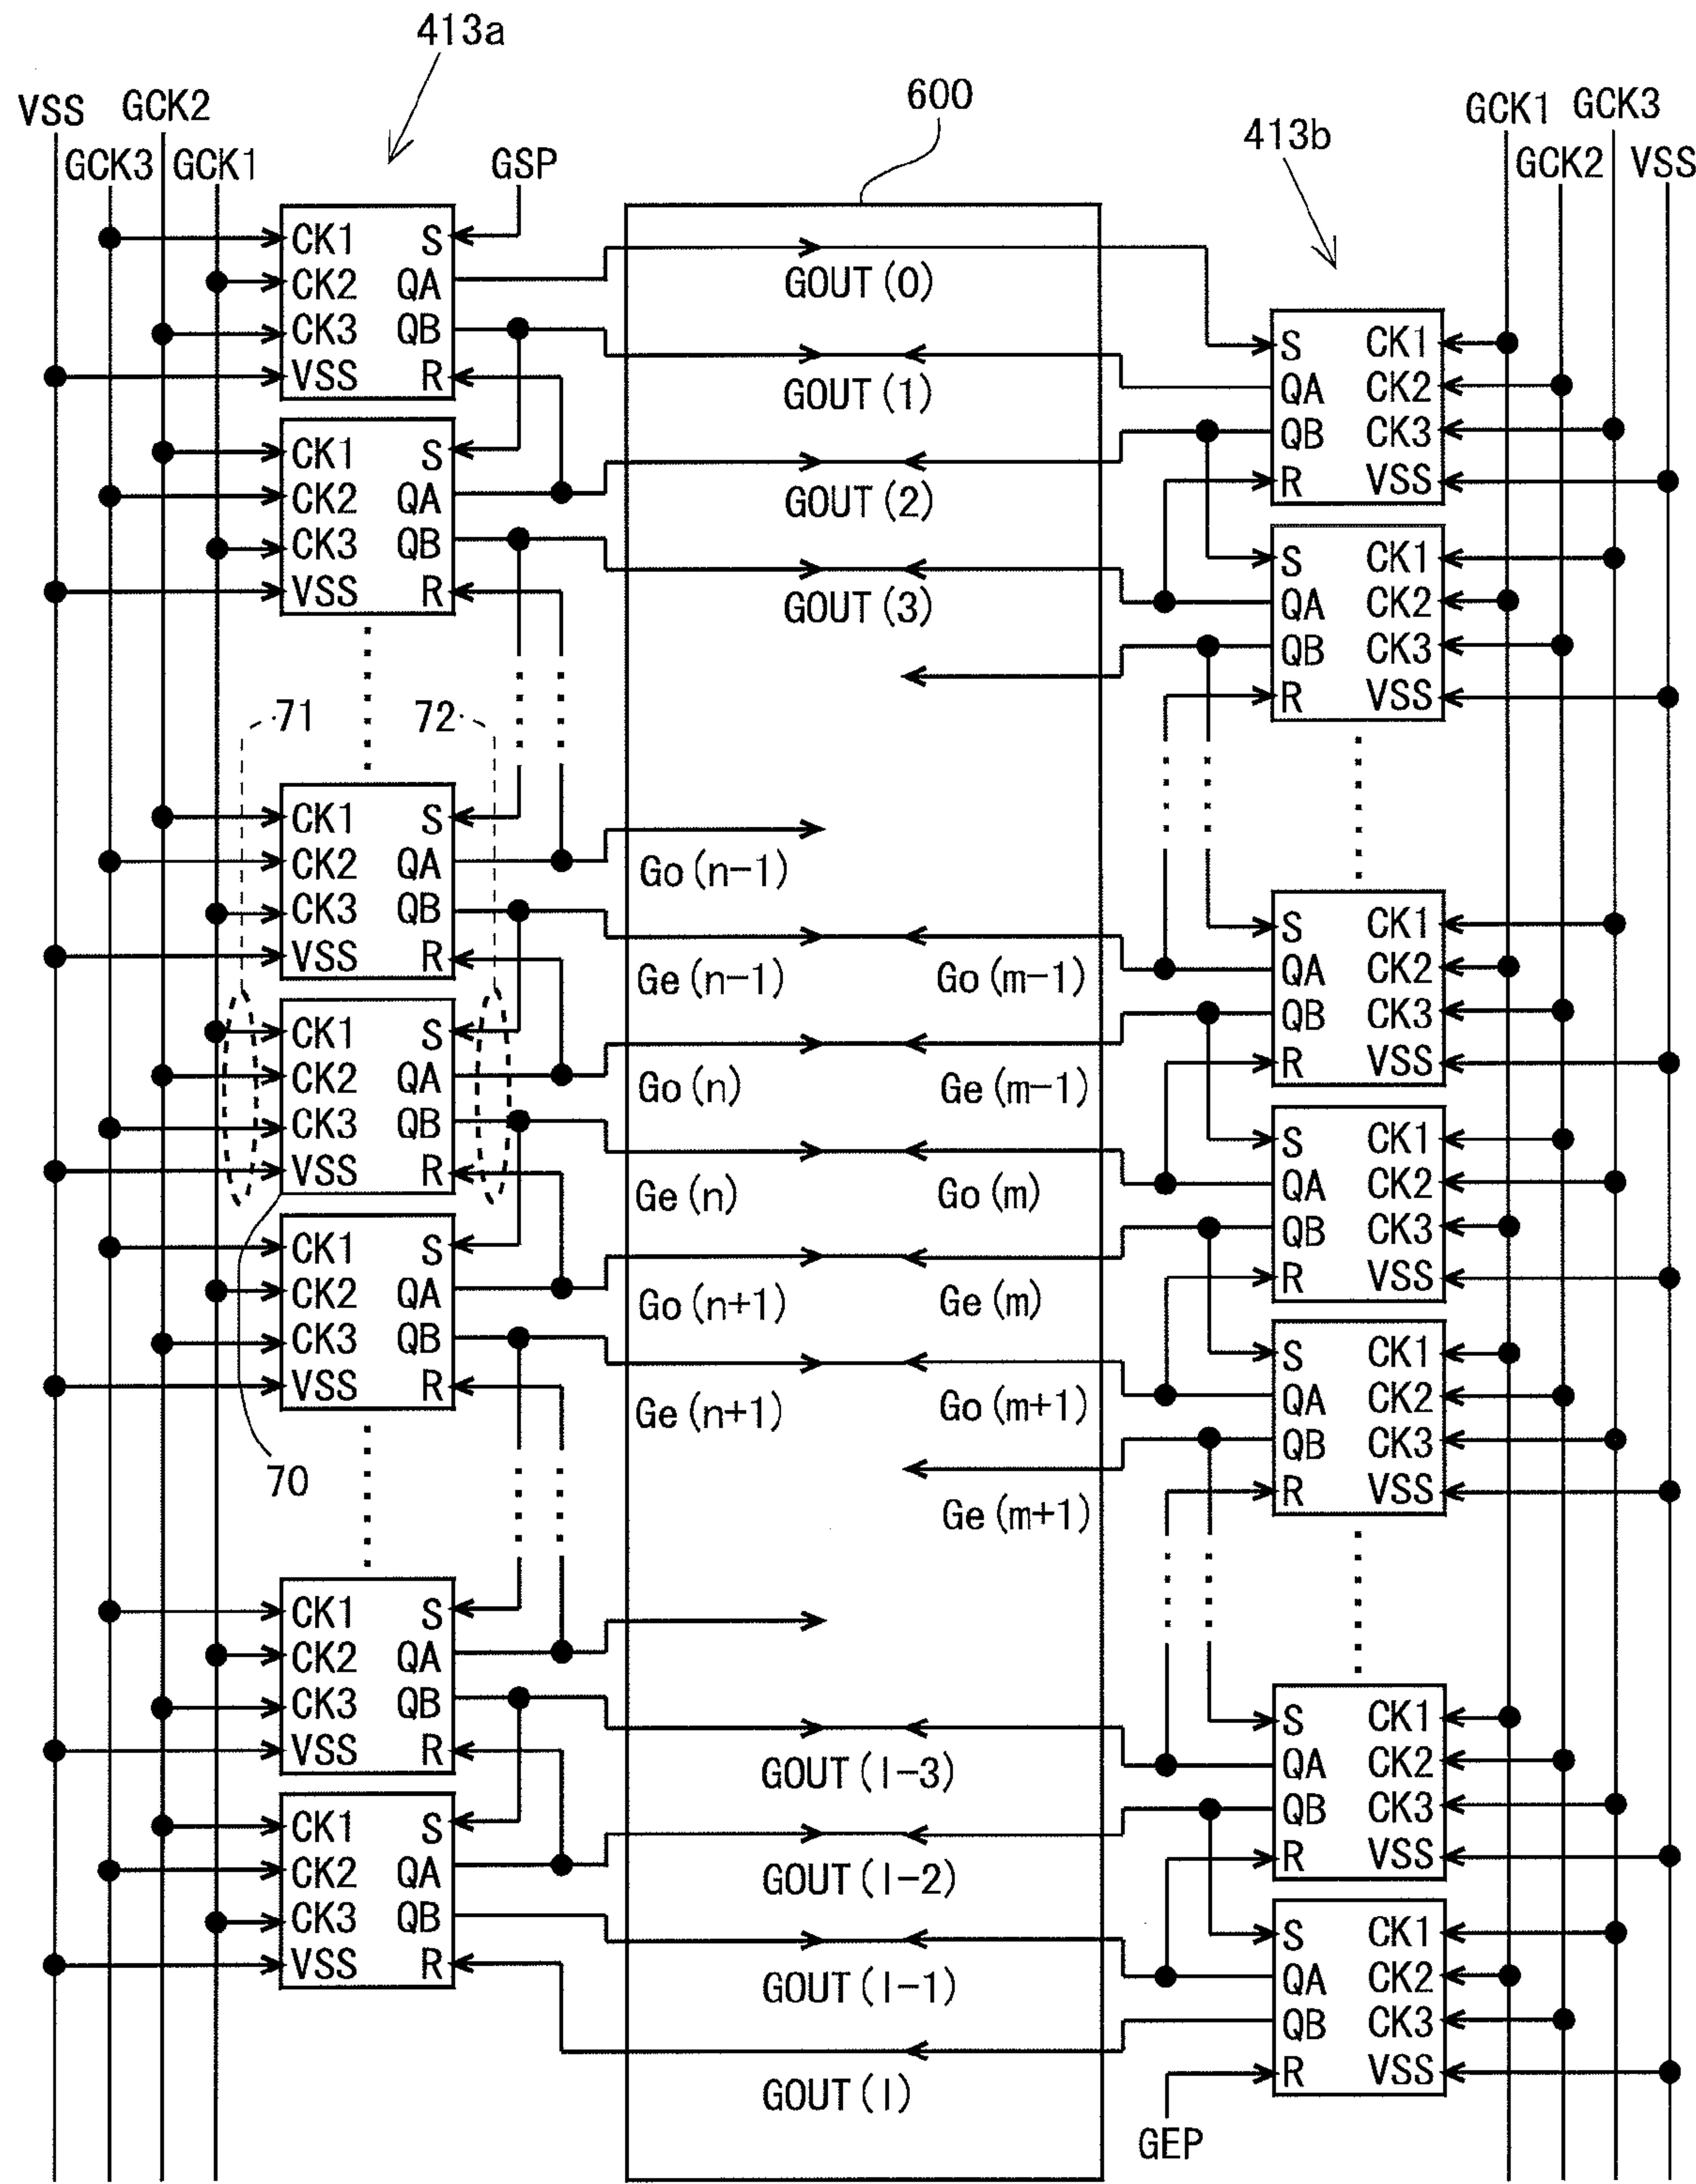 413a
600
413b
VSS
GCK2
GCK3
GCK1
GSP
GCK1
GCK3
GCK2
VSS
CK1 S
CK2 QA
CK3 QB
VSS R
GOUT(0)
GOUT(1)
S CK1
QA CK2
QB CK3
R VSS
CK1 S
CK2 QA
CK3 QB
VSS R
GOUT(2)
GOUT(3)
S CK1
QA CK2
QB CK3
R VSS
71
72
CK1 S
CK2 QA
CK3 QB
VSS R
Go(n-1)
Ge(n-1) Go(m-1)
S CK1
QA CK2
QB CK3
R VSS
CK1 S
CK2 QA
CK3 QB
VSS R
Go(n) Ge(m-1)
Ge(n) Go(m)
S CK1
QA CK2
QB CK3
R VSS
CK1 S
CK2 QA
CK3 QB
VSS R
Go(n+1) Ge(m)
Ge(n+1) Go(m+1)
S CK1
QA CK2
QB CK3
R VSS
70
Ge(m+1)
CK1 S
CK2 QA
CK3 QB
VSS R
GOUT(l-3)
S CK1
QA CK2
QB CK3
R VSS
CK1 S
CK2 QA
CK3 QB
VSS R
GOUT(l-2)
GOUT(l-1)
S CK1
QA CK2
QB CK3
R VSS
GOUT(l)
GEP